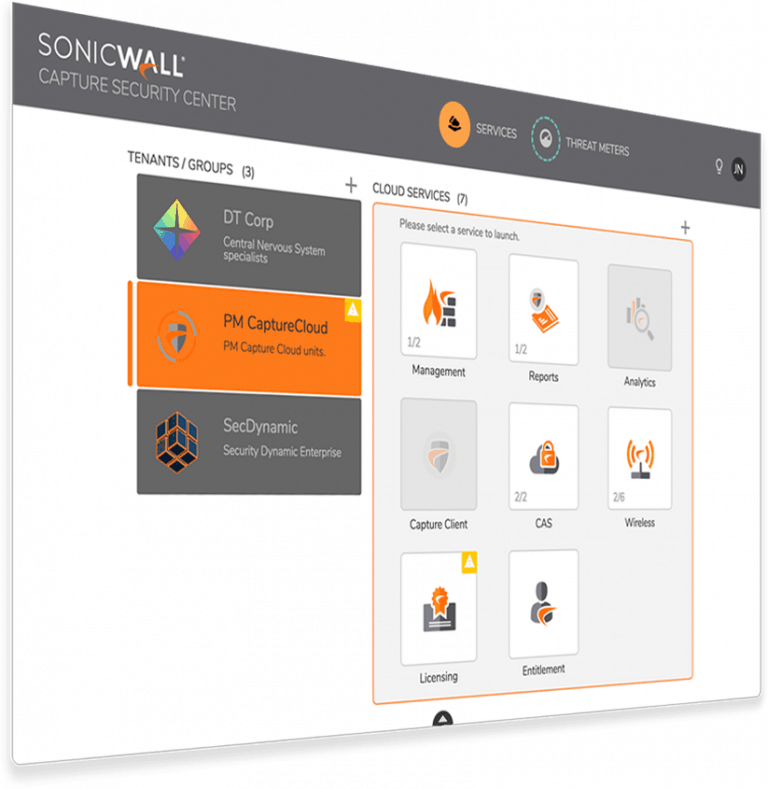 SONICWALL®
CAPTURE SECURITY CENTER
SERVICES
THREAT METERS
JN
TENANTS / GROUPS (3)
+
DT Corp
Central Nervous System
specialists
PM CaptureCloud
PM Capture Cloud units.
SecDynamic
Security Dynamic Enterprise
CLOUD SERVICES (7)
+
Please select a service to launch.
1/2
Management
1/2
Reports
Analytics
Capture Client
2/2
CAS
2/6
Wireless
Licensing
Entitlement